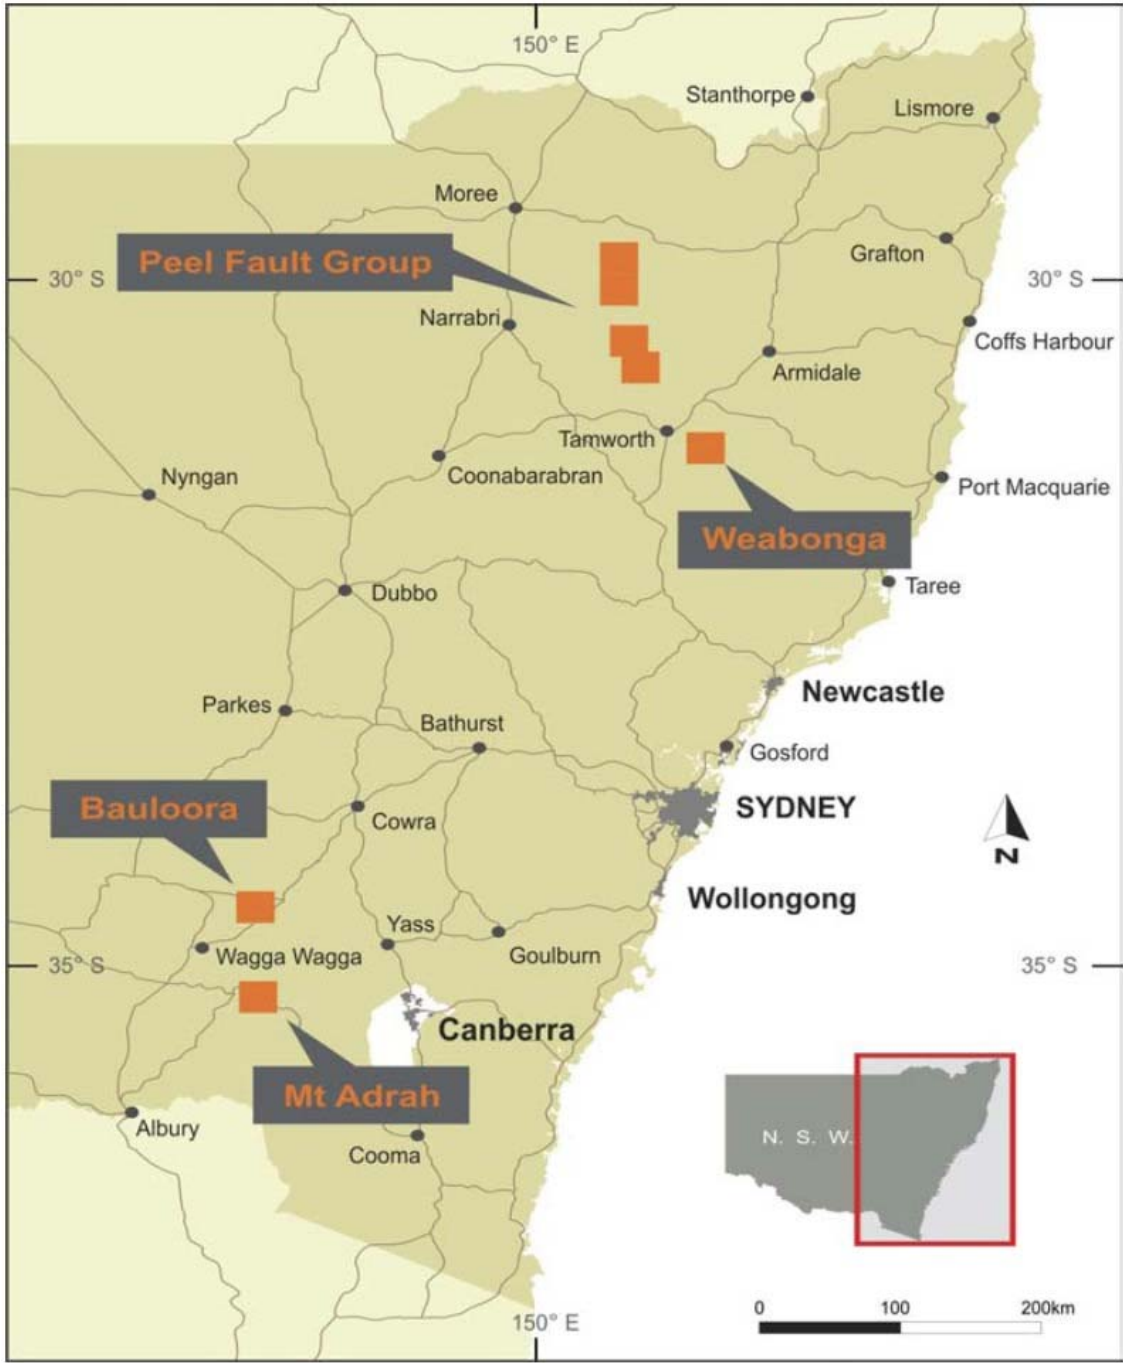 150° E
Stanthorpe
Lismore
Moree
Peel Fault Group
Grafton
30° S
30° S
Narrabri
Coffs Harbour
Armidale
Tamworth
Coonabarabran
Nyngan
Port Macquarie
Weabonga
Taree
Dubbo
Newcastle
Parkes
Bathurst
Gosford
Bauloora
SYDNEY
Cowra
N
Wollongong
Yass
Wagga Wagga
Goulburn
35° S
35° S
Canberra
Mt Adrah
Albury
N. S. W.
Cooma
0 100 200km
150° E